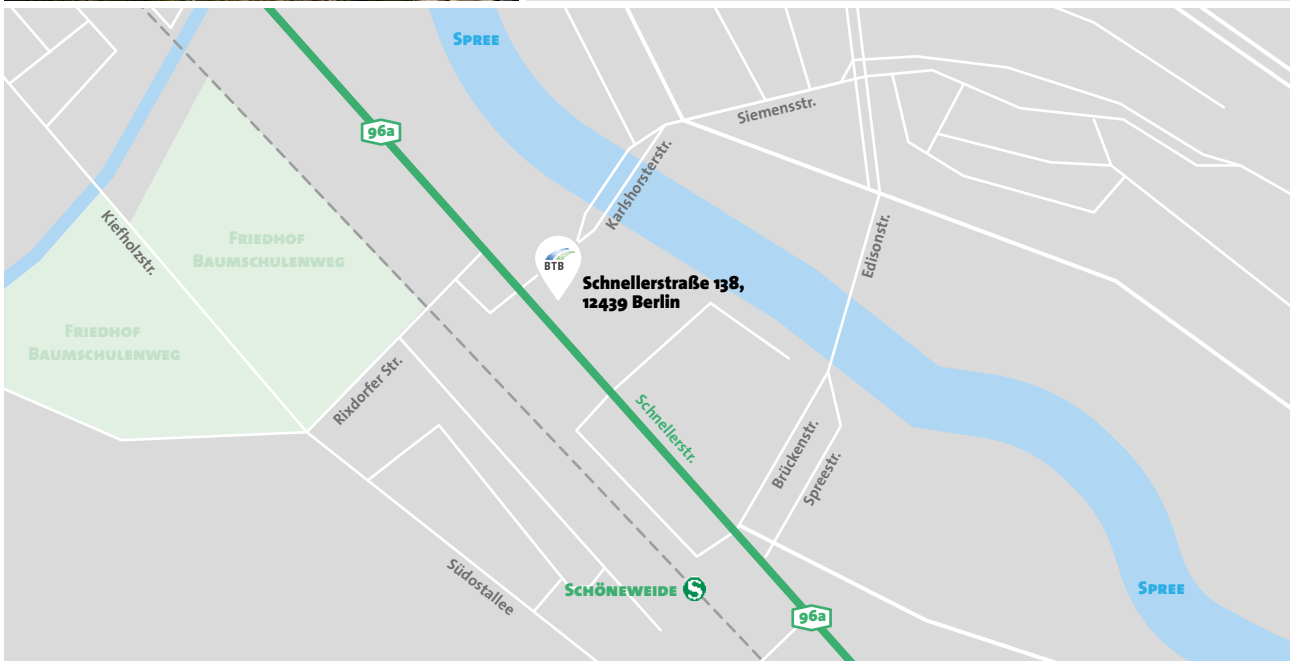 SPREE
96a
Siemensstr.
Karlshorsterstr.
Kiefholzstr.
FRIEDHOF
BAUMSCHULENWEG
Edisonstr.
BTB
Schnellerstraße 138,
12439 Berlin
FRIEDHOF
BAUMSCHULENWEG
Rixdorfer Str.
Schnellerstr.
Brückenstr.
Spreestr.
Südostallee
SCHÖNEWEIDE S
SPREE
96a